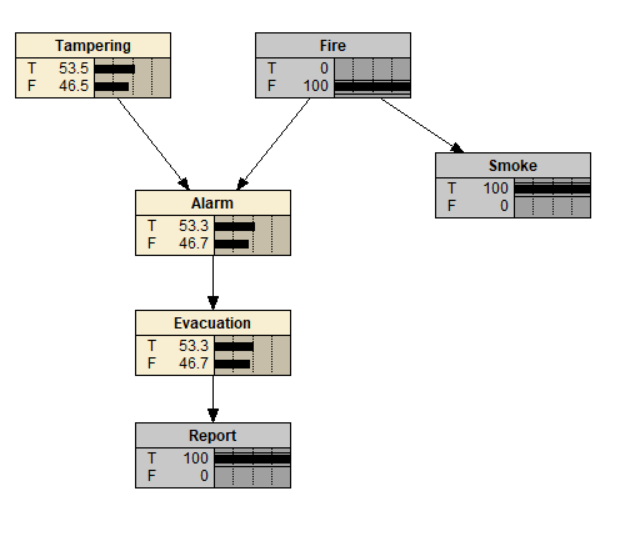 Tampering
T 53.5
F 46.5
Fire
T 0
F 100
Smoke
T 100
F 0
Alarm
T 53.3
F 46.7
Evacuation
T 53.3
F 46.7
Report
T 100
F 0